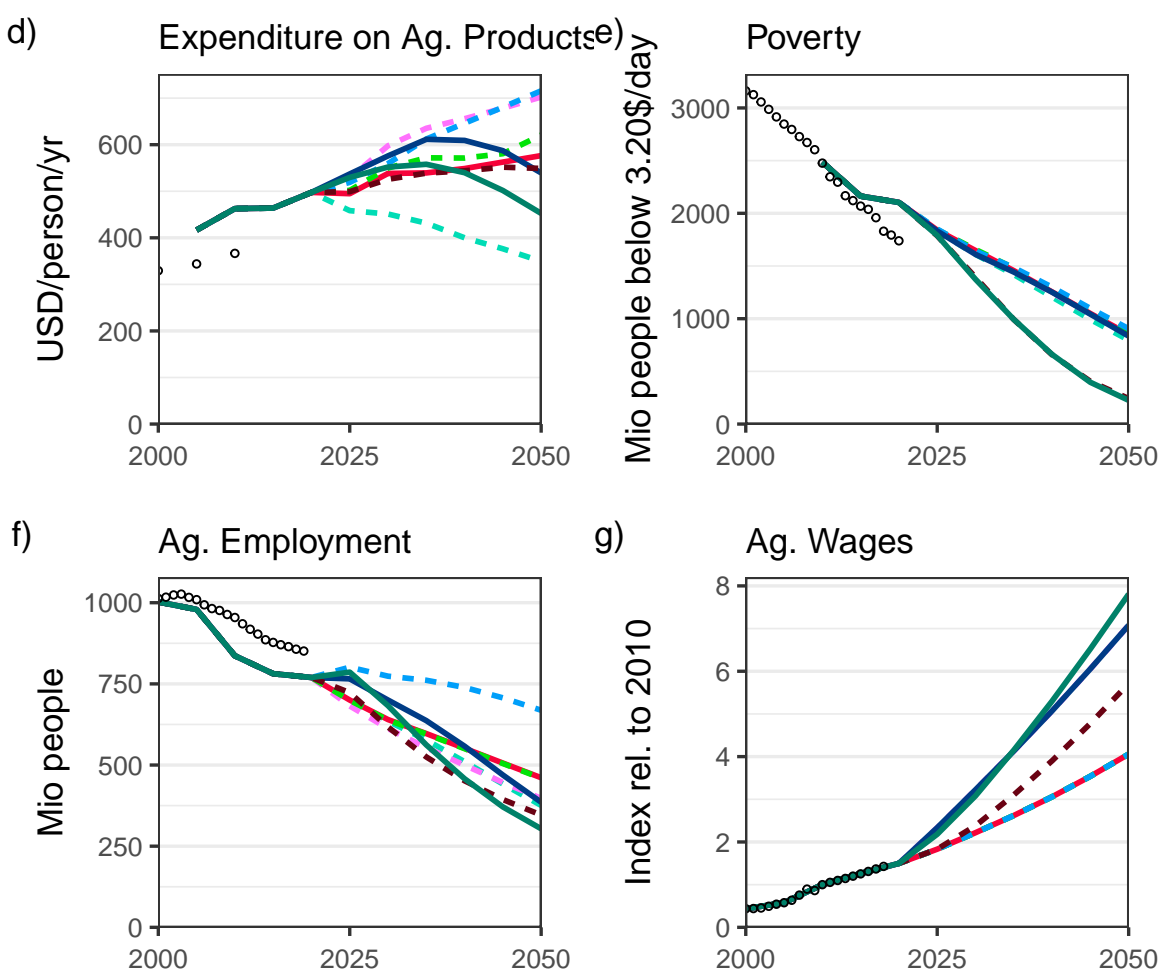 d)
Expenditure on Ag. Products
USD/person/yr
600
400
200
0
2000
2025
2050
e)
Poverty
Mio people below 3.20$/day
3000
2000
1000
0
2000
2025
2050
f)
Ag. Employment
Mio people
1000
750
500
250
0
2000
2025
2050
g)
Ag. Wages
Index rel. to 2010
8
6
4
2
0
2000
2025
2050